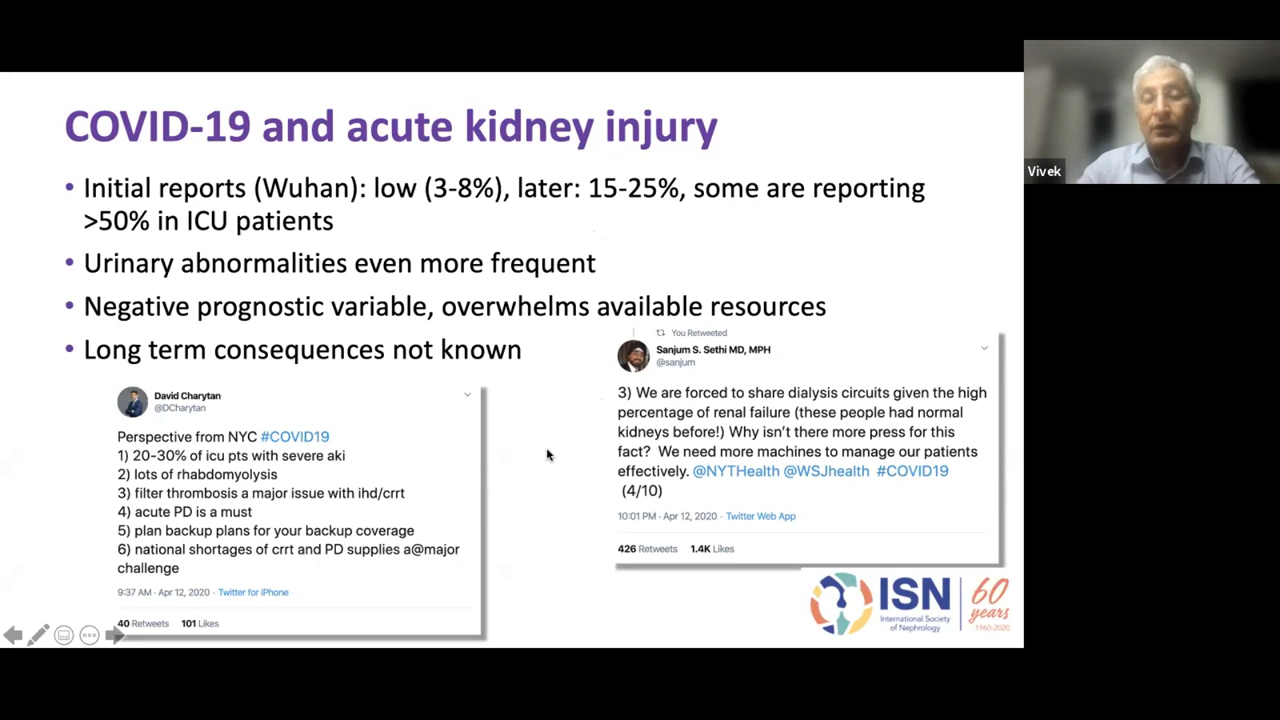 COVID-19 and acute kidney injury
• Initial reports (Wuhan): low (3-8%), later: 15-25%, some are reporting
>50% in ICU patients
• Urinary abnormalities even more frequent
• Negative prognostic variable, overwhelms available resources
• Long term consequences not known
David Charytan
@DCharytan
Perspective from NYC #COVID19
1) 20-30% of icu pts with severe aki
2) lots of rhabdomyolysis
3) filter thrombosis a major issue with ihd/crrt
4) acute PD is a must
5) plan backup plans for your backup coverage
6) national shortages of crrt and PD supplies a@major
challenge
9:37 AM · Apr 12, 2020 · Twitter for iPhone
40 Retweets 101 Likes
You Retweeted
Sanjum S. Sethi MD, MPH
@sanjum
3) We are forced to share dialysis circuits given the high
percentage of renal failure (these people had normal
kidneys before!) Why isn't there more press for this
fact? We need more machines to manage our patients
effectively. @NYTHealth @WSJhealth #COVID19
(4/10)
10:01 PM · Apr 12, 2020 · Twitter Web App
426 Retweets 1.4K Likes
ISN
International Society
of Nephrology
60
years
1960-2020
Vivek